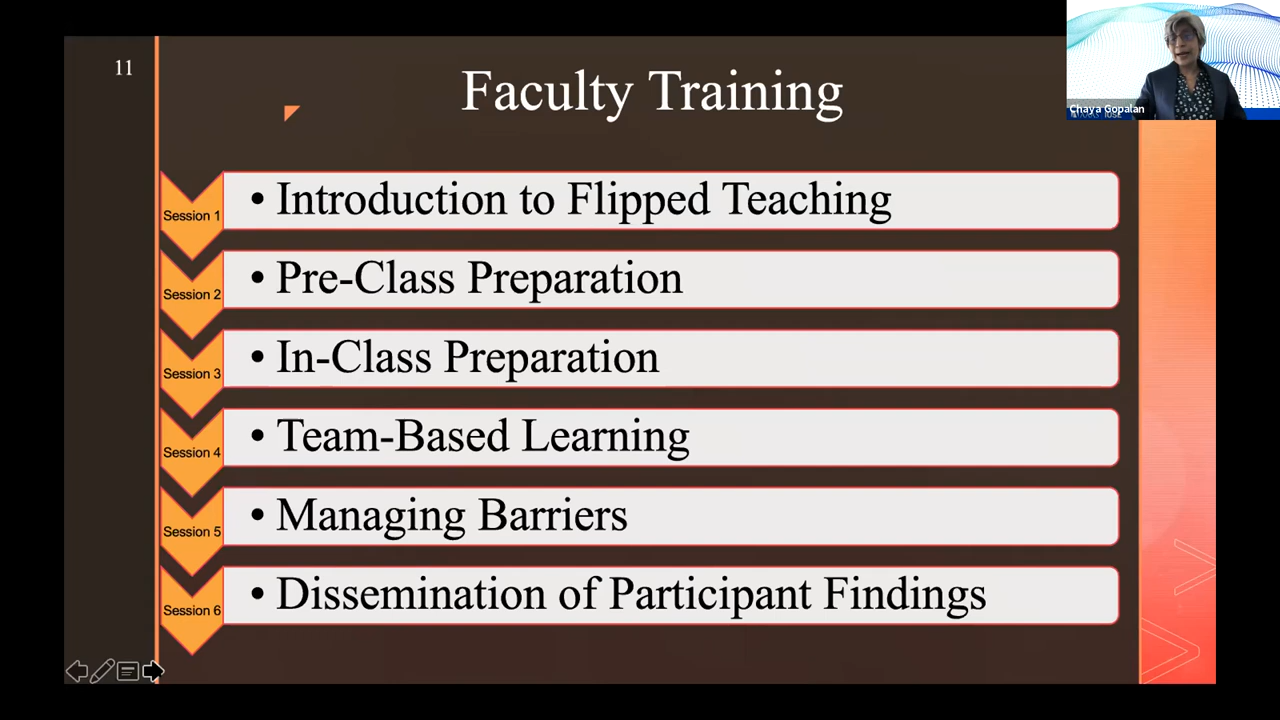 11
Faculty Training
Chaya Gopalan
Session 1
• Introduction to Flipped Teaching
Session 2
• Pre-Class Preparation
Session 3
• In-Class Preparation
Session 4
• Team-Based Learning
Session 5
• Managing Barriers
Session 6
• Dissemination of Participant Findings